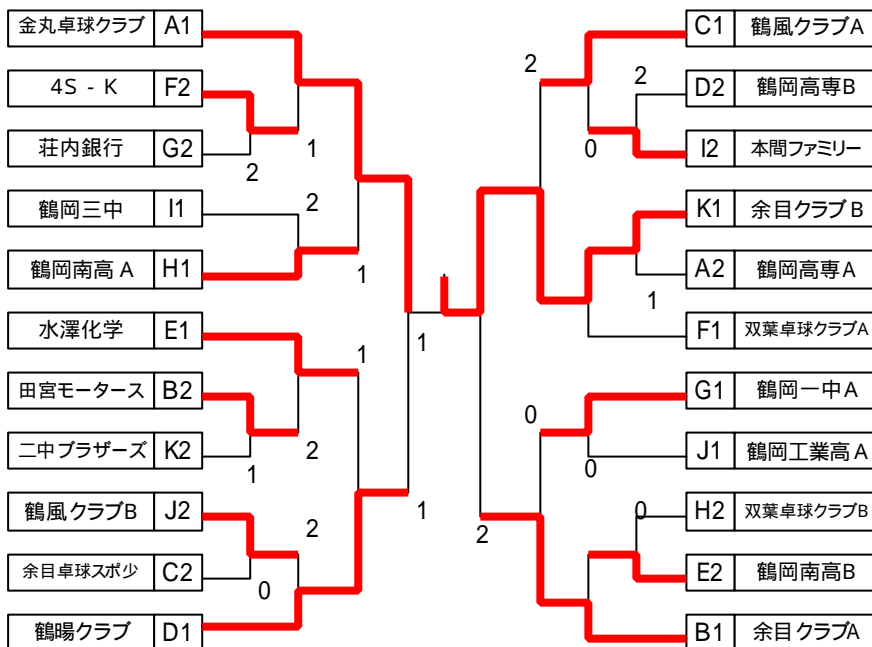 金丸卓球クラブ A1
4S - K F2
荘内銀行 G2
2
1
鶴岡三中 I1
2
鶴岡南高 A H1
1
水澤化学 E1
1
田宮モータース B2
二中ブラザーズ K2
1
2
鶴風クラブB J2
2
余目卓球スポ少 C2
0
鶴暘クラブ D1
1
1
C1 鶴風クラブA
2
D2 鶴岡高専B
2
I2 本間ファミリー
0
K1 余目クラブB
A2 鶴岡高専A
1
F1 双葉卓球クラブA
G1 鶴岡一中A
0
J1 鶴岡工業高A
0
H2 双葉卓球クラブB
0
E2 鶴岡南高B
2
B1 余目クラブA